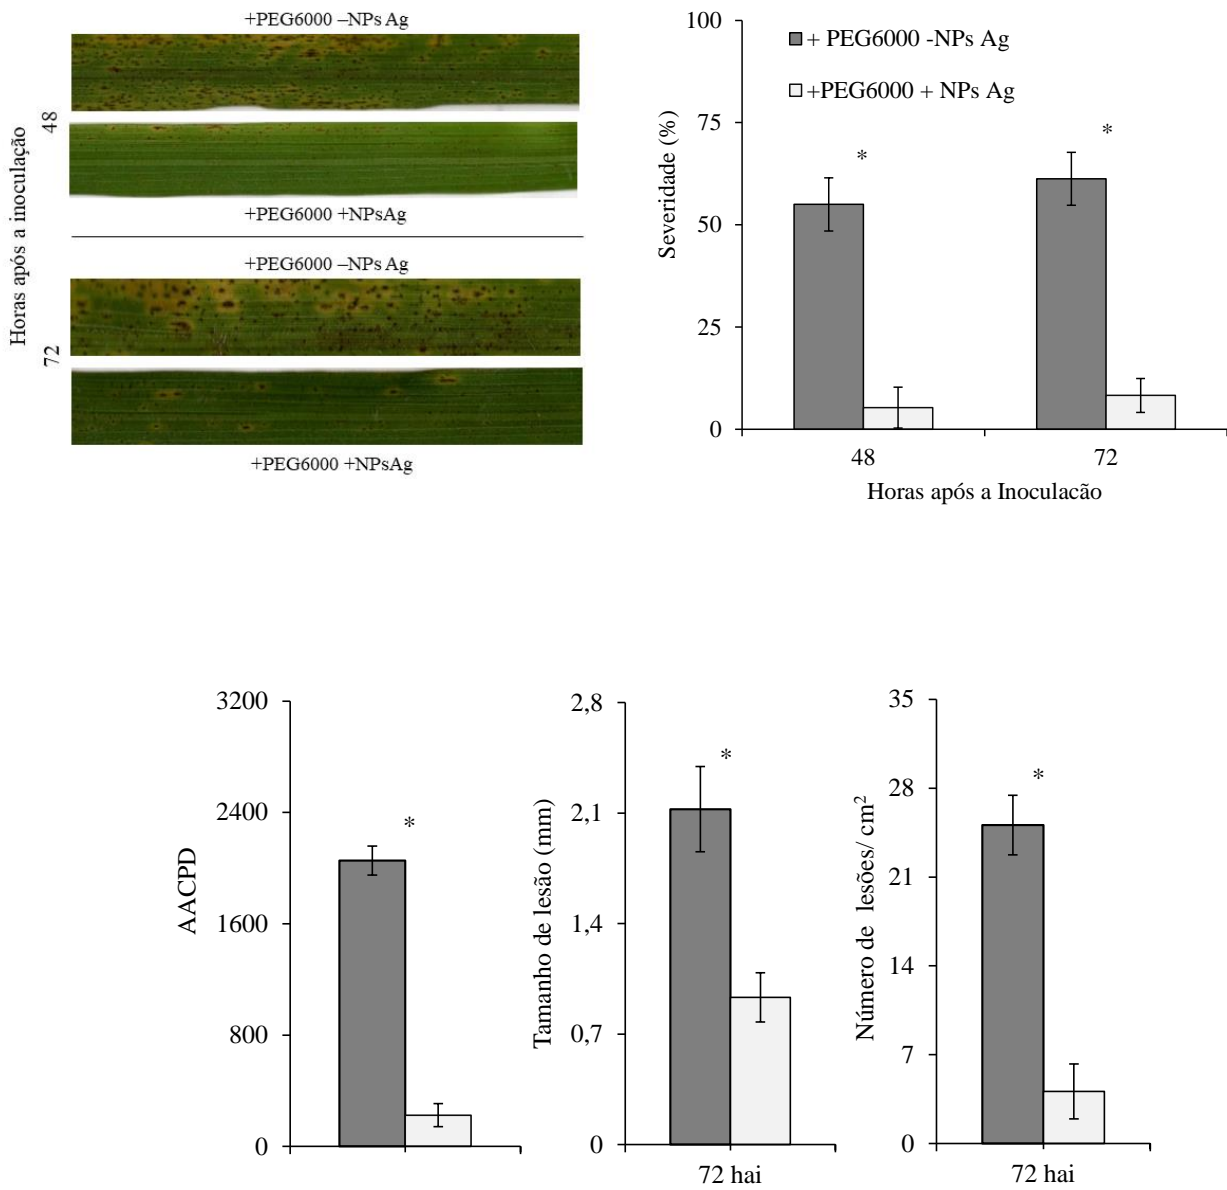 +PEG6000 –NPs Ag
Horas após a inoculação
48
+PEG6000 +NPsAg
+PEG6000 –NPs Ag
72
+PEG6000 +NPsAg
Severidade (%)
100
75
50
25
0
+ PEG6000 -NPs Ag
+PEG6000 + NPs Ag
*
*
48
72
Horas após a Inoculacão
AACPD
3200
2400
1600
800
0
*
Tamanho de lesão (mm)
2,8
2,1
1,4
0,7
0
*
72 hai
Número de lesões/ cm²
35
28
21
14
7
0
*
72 hai